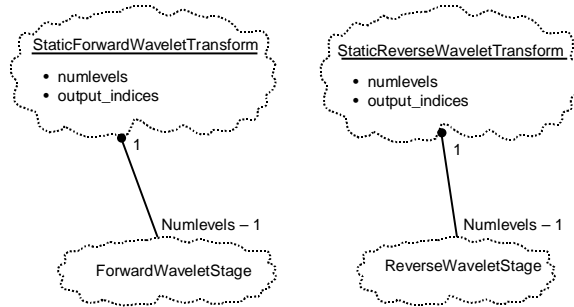 StaticForwardWaveletTransform
• numlevels
• output_indices
1
Numlevels – 1
ForwardWaveletStage
StaticReverseWaveletTransform
• numlevels
• output_indices
1
Numlevels – 1
ReverseWaveletStage